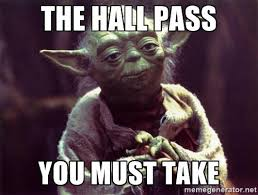 THE HALL PASS
YOU MUST TAKE
memegenerator.net